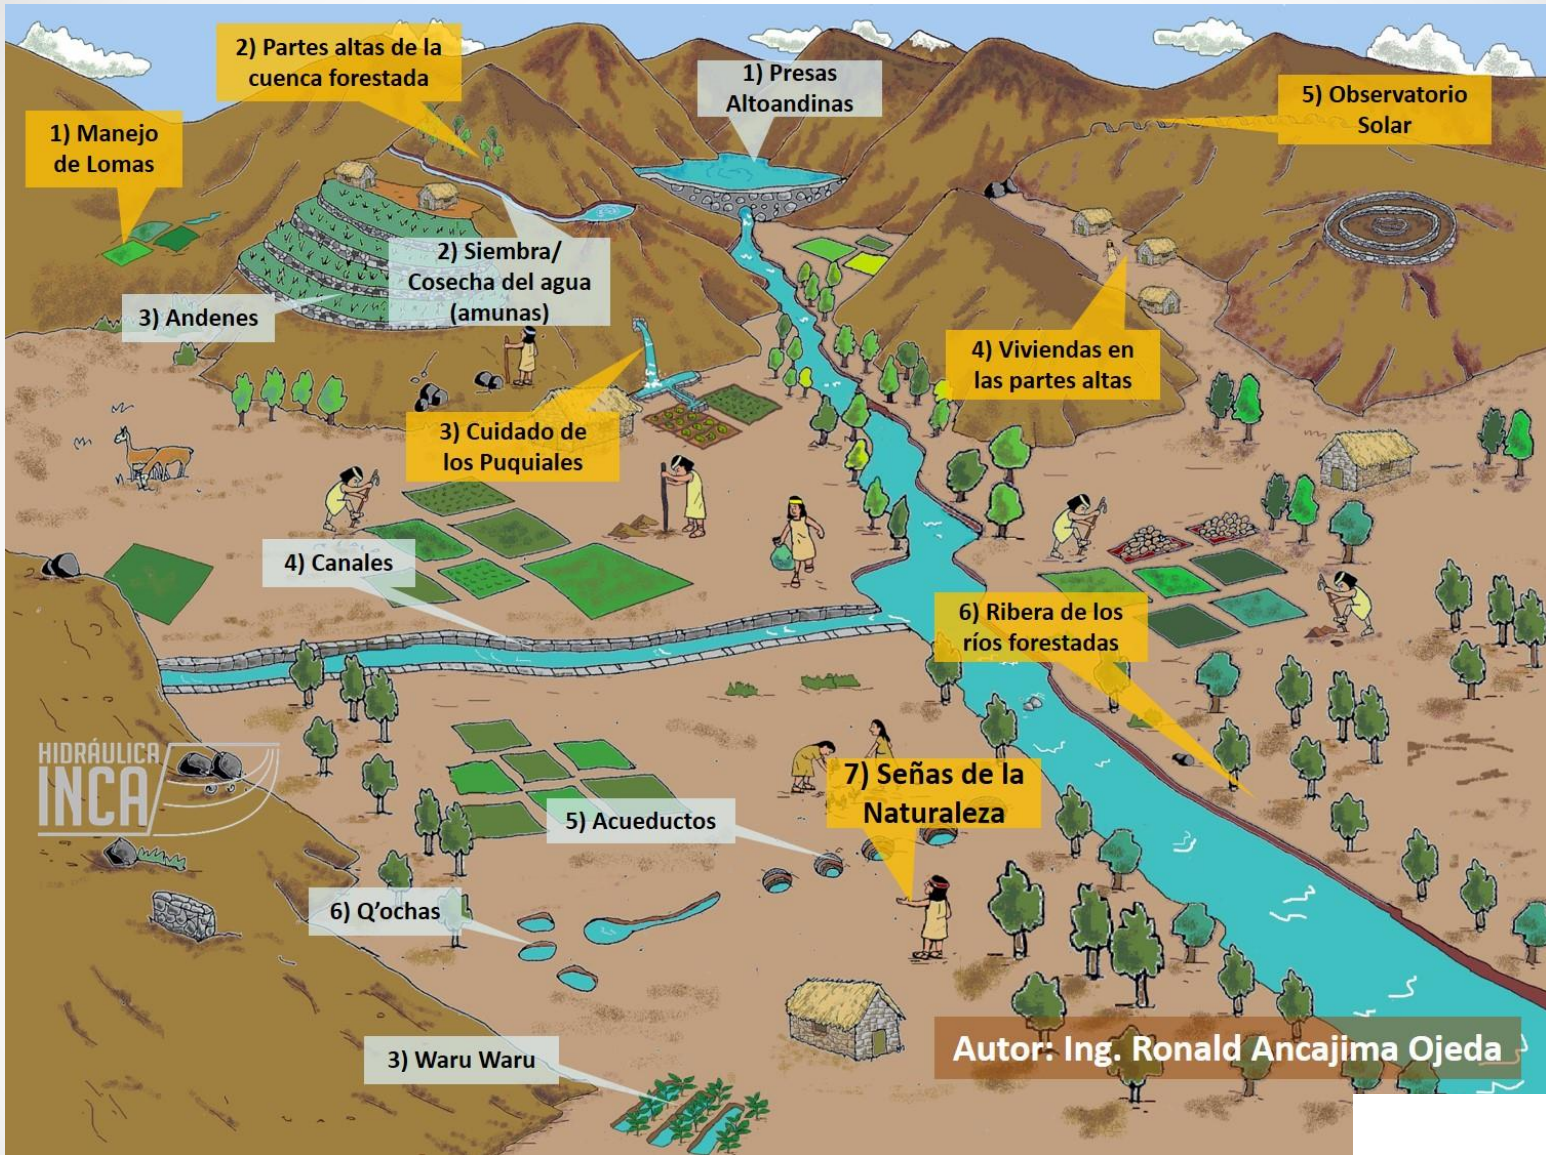 2) Partes altas de la
cuenca forestada
1) Presas
Altoandinas
5) Observatorio
Solar
1) Manejo
de Lomas
2) Siembra/
Cosecha del agua
(amunas)
3) Andenes
4) Viviendas en
las partes altas
3) Cuidado de
los Puquiales
4) Canales
6) Ribera de los
ríos forestadas
HIDRÁULICA
INCA
7) Señas de la
Naturaleza
5) Acueductos
6) Q’ochas
3) Waru Waru
Autor: Ing. Ronald Ancajima Ojeda